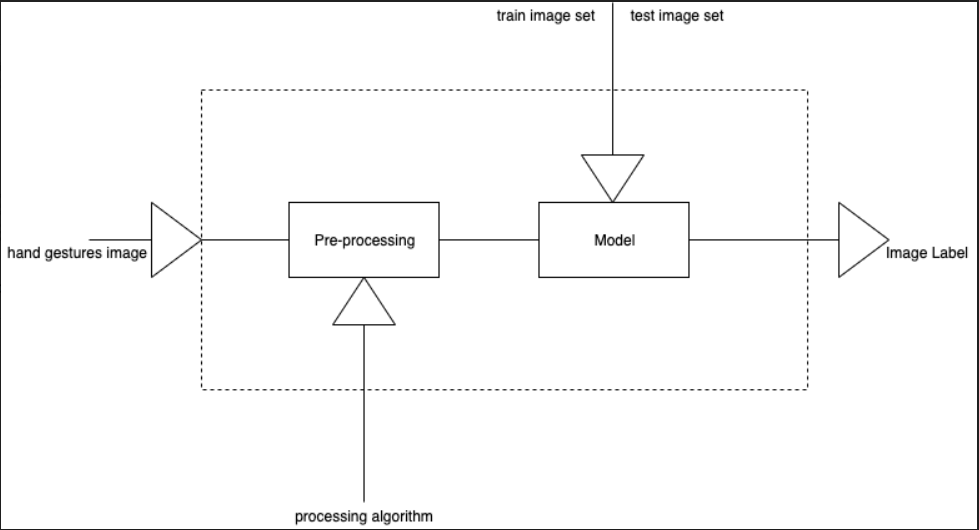 train image set
test image set
hand gestures image
Pre-processing
Model
Image Label
processing algorithm